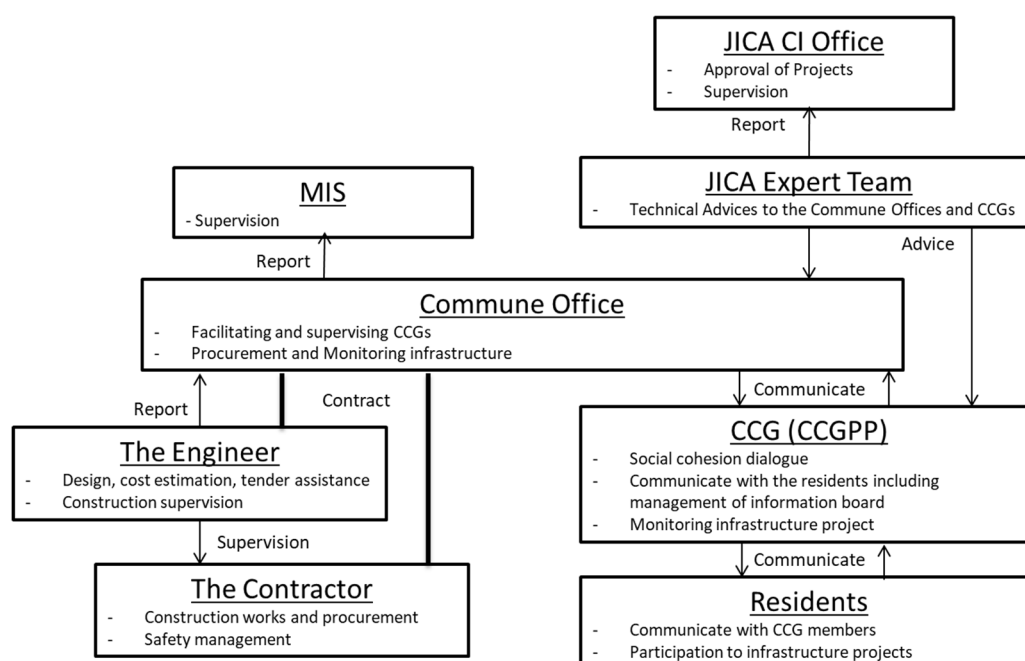 JICA CI Office
- Approval of Projects
- Supervision
Report
JICA Expert Team
- Technical Advices to the Commune Offices and CCGs
Advice
MIS
- Supervision
Report
Commune Office
- Facilitating and supervising CCGs
- Procurement and Monitoring infrastructure
Report
Contract
Communicate
The Engineer
- Design, cost estimation, tender assistance
- Construction supervision
Supervision
The Contractor
- Construction works and procurement
- Safety management
CCG (CCGPP)
- Social cohesion dialogue
- Communicate with the residents including
management of information board
- Monitoring infrastructure project
Communicate
Residents
- Communicate with CCG members
- Participation to infrastructure projects